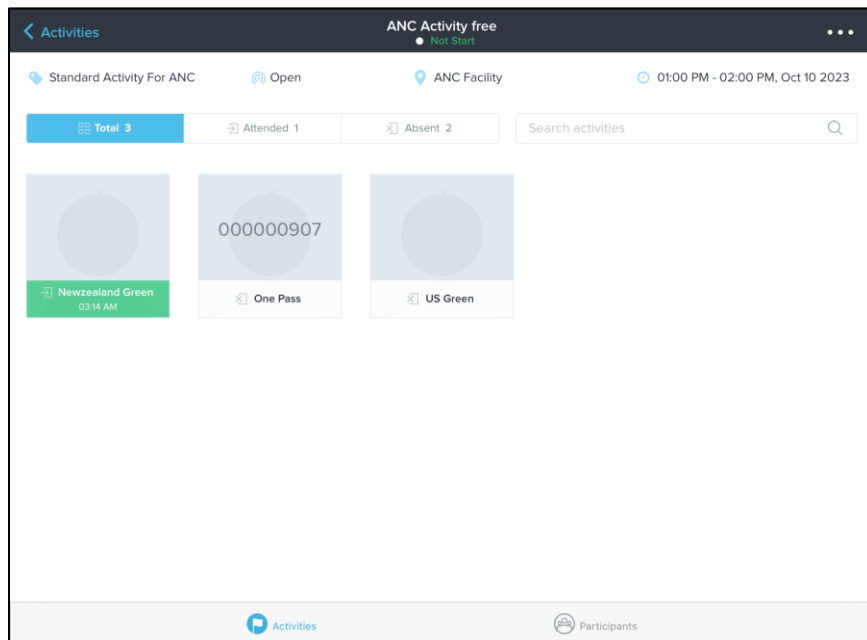 Activities
ANC Activity free
Not Start
Standard Activity For ANC
Open
ANC Facility
01:00 PM - 02:00 PM, Oct 10 2023
Total 3
Attended 1
Absent 2
Search activities
000000907
Newzealand Green
03:14 AM
One Pass
US Green
Activities
Participants